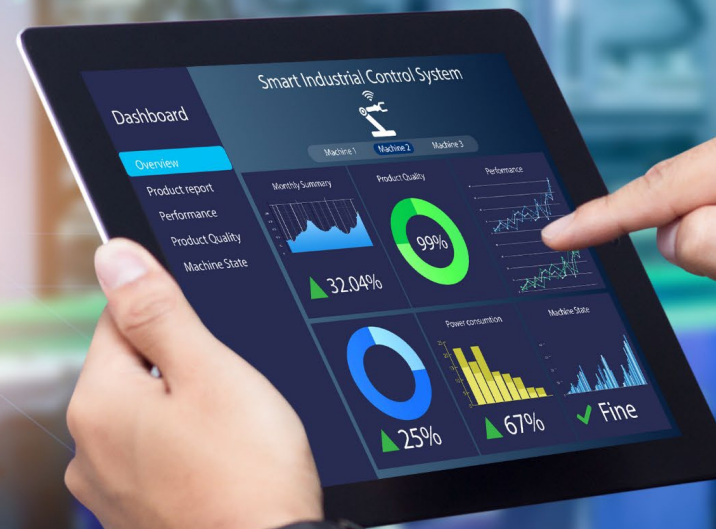 Smart Industrial Control System
Dashboard
Machine 1
Machine 2
Machine 3
Overview
Product report
Performance
Product Quality
Machine State
Monthly Summary
32.04%
Product Quality
99%
Performance
25%
Power consumtion
67%
Machine State
Fine